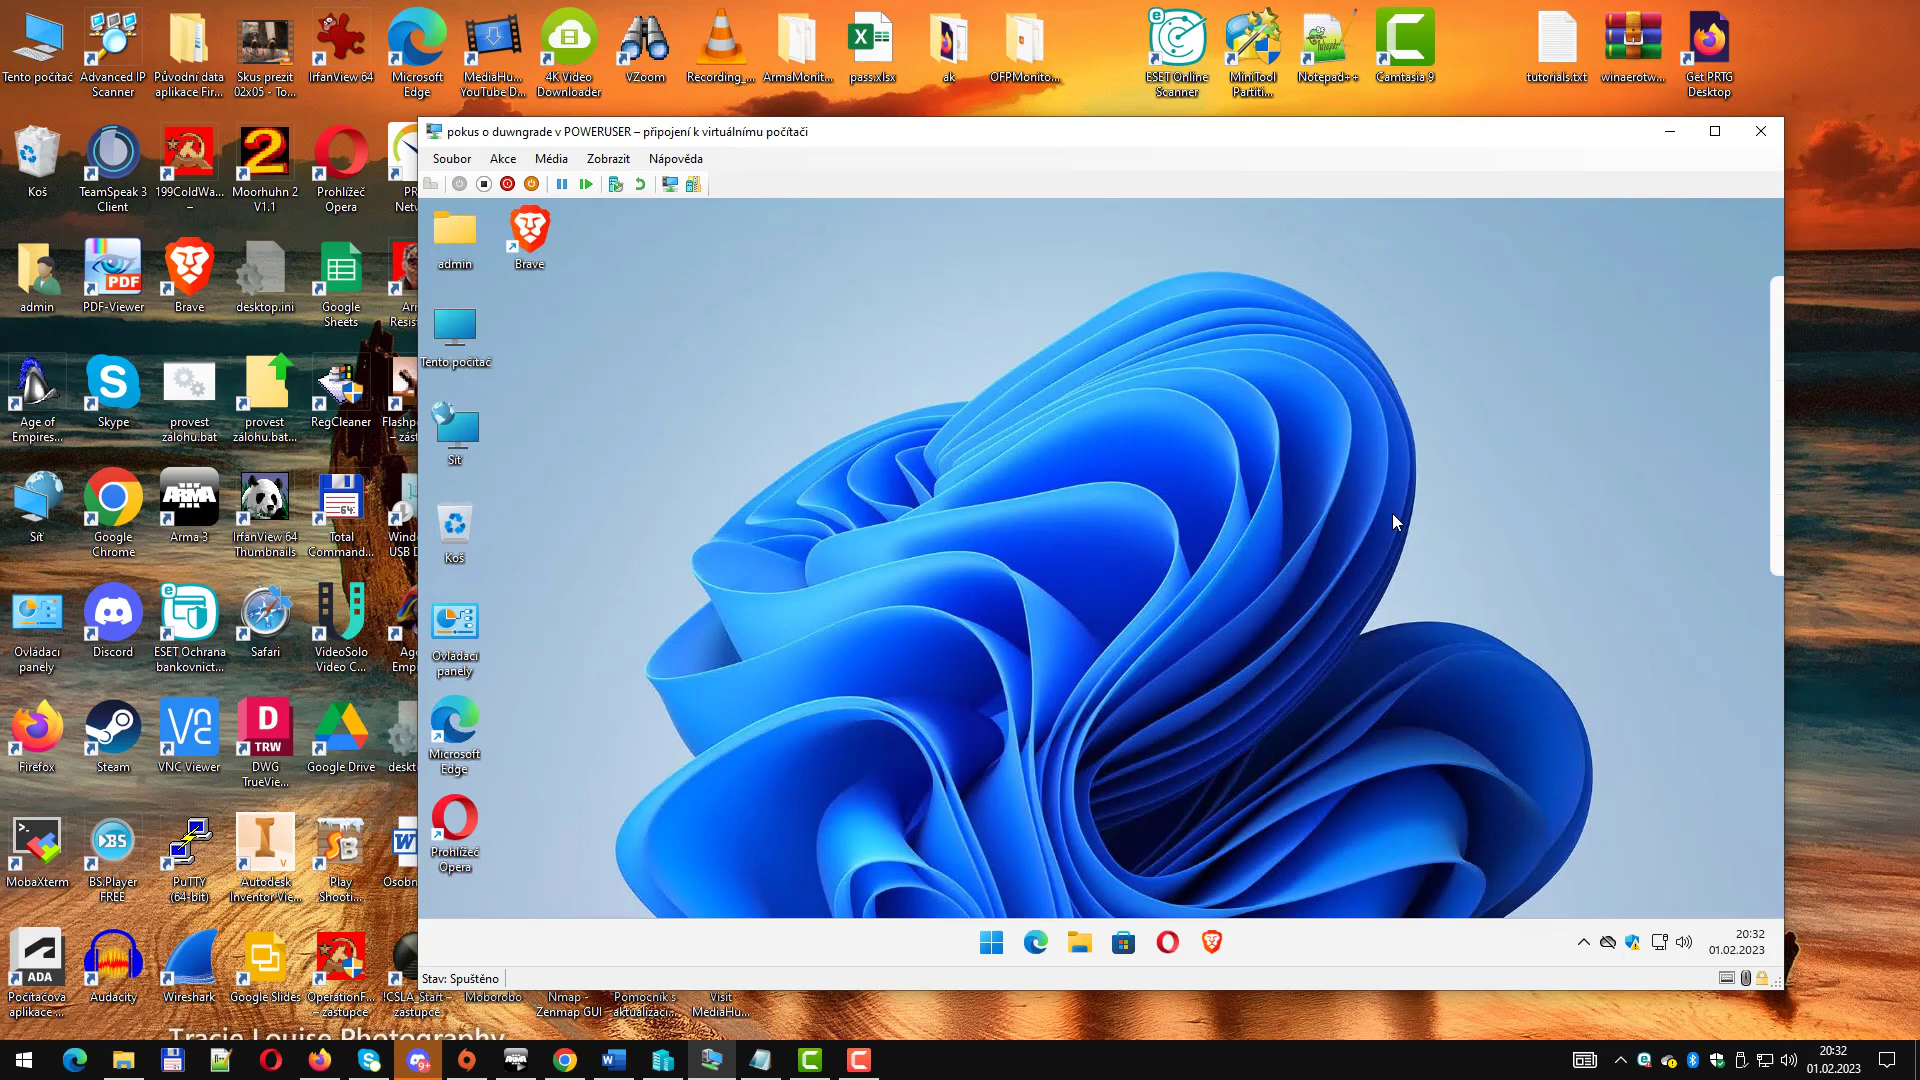 Tento počítač
Advanced IP
Scanner
Původní data
aplikace Fir...
Skus prezit
02x05 - To...
IrfanView 64
Microsoft
Edge
MediaHu...
YouTube D...
4K Video
Downloader
VZoom
Recording_...
ArmaMonit...
pass.xlsx
ak
OFPMonito...
ESET Online
Scanner
MiniTool
Partiti...
Notepad++
Camtasia 9
tutorials.txt
winaerotw...
Get PRTG
Desktop
pokus o duwngrade v POWERUSER – připojení k virtuálnímu počítači
Soubor
Akce
Média
Zobrazit
Nápověda
Koš
TeamSpeak 3
Client
199ColdWa...
–
Moorhuhn 2
V1.1
Prohlížeč
Opera
admin
PDF-Viewer
Brave
desktop.ini
Google
Sheets
Age of
Empires...
Skype
provest
zálohu.bat
provest
zálohu.bat...
RegCleaner
Síť
Google
Chrome
Arma 3
IrfanView 64
Thumbnails
Total
Command...
Ovládací
panely
Discord
ESET Ochrana
bankovnict...
Safari
VideoSolo
Video C...
Firefox
Steam
VNC Viewer
DWG
TrueVie...
Google Drive
MobaXterm
BS.Player
FREE
PuTTY
(64-bit)
Autodesk
Inventor Vie...
Play
Shooti...
Počítačová
aplikace ...
Audacity
Wireshark
Google Slides
OperationF...
– zástupce
!CSLA_Start –
zástupce
Moborobo
Nmap -
Zenmap GUI
Pomocník s
aktualizací...
Visit
MediaHu...
admin
Brave
Tento počítač
Síť
Koš
Ovládací
panely
Microsoft
Edge
Prohlížeč
Opera
20:32
01.02.2023
Stav: Spuštěno
Tracie Louise Photography
20:32
01.02.2023